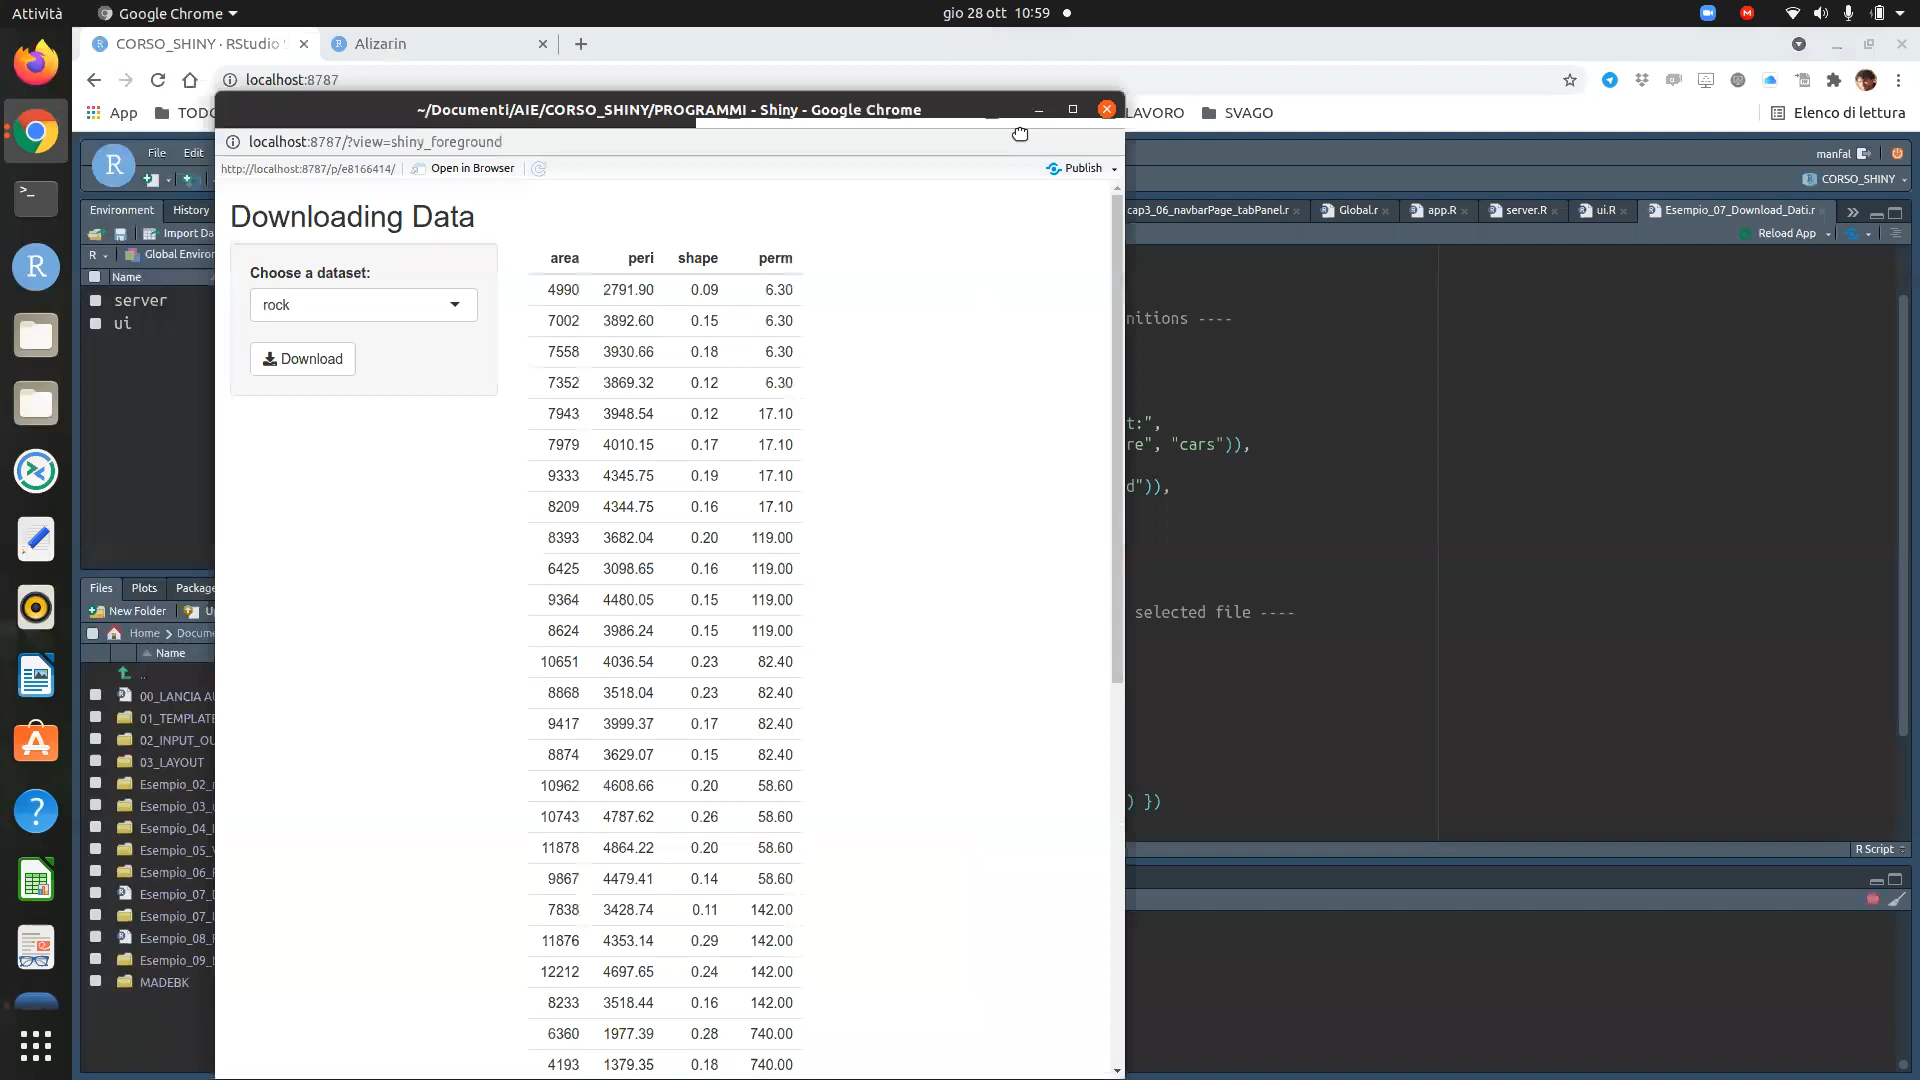 Attività
Google Chrome
gio 28 ott 10:59
CORSO_SHINY · RStudio
Alizarin
localhost:8787
App
TODO
LAVORO
SVAGO
Elenco di lettura
~/Documenti/AIE/CORSO_SHINY/PROGRAMMI - Shiny - Google Chrome
localhost:8787/?view=shiny_foreground
http://localhost:8787/p/e8166414/
Open in Browser
Publish
File
Edit
manfal
CORSO_SHINY
Environment
History
Import Da
R
Global Enviror
Name
server
ui
cap3_06_navbarPage_tabPanel.r
Global.r
app.R
server.R
ui.R
Esempio_07_Download_Dati.r
Reload App
Downloading Data
Choose a dataset:
rock
Download
area peri shape perm
4990 2791.90 0.09 6.30
7002 3892.60 0.15 6.30
7558 3930.66 0.18 6.30
7352 3869.32 0.12 6.30
7943 3948.54 0.12 17.10
7979 4010.15 0.17 17.10
9333 4345.75 0.19 17.10
8209 4344.75 0.16 17.10
8393 3682.04 0.20 119.00
6425 3098.65 0.16 119.00
9364 4480.05 0.15 119.00
8624 3986.24 0.15 119.00
10651 4036.54 0.23 82.40
8868 3518.04 0.23 82.40
9417 3999.37 0.17 82.40
8874 3629.07 0.15 82.40
10962 4608.66 0.20 58.60
10743 4787.62 0.26 58.60
11878 4864.22 0.20 58.60
9867 4479.41 0.14 58.60
7838 3428.74 0.11 142.00
11876 4353.14 0.29 142.00
12212 4697.65 0.24 142.00
8233 3518.44 0.16 142.00
6360 1977.39 0.28 740.00
4193 1379.35 0.18 740.00
nitions ----
t:",
re", "cars")),
d")),
selected file ----
) })
R Script
Files
Plots
Package
New Folder
Home
Docume
Name
..
00_LANCIA AU
01_TEMPLATE
02_INPUT_OU
03_LAYOUT
Esempio_02_
Esempio_03_
Esempio_04_
Esempio_05_
Esempio_06_
Esempio_07_
Esempio_07_
Esempio_08_
Esempio_09_
MADEBK